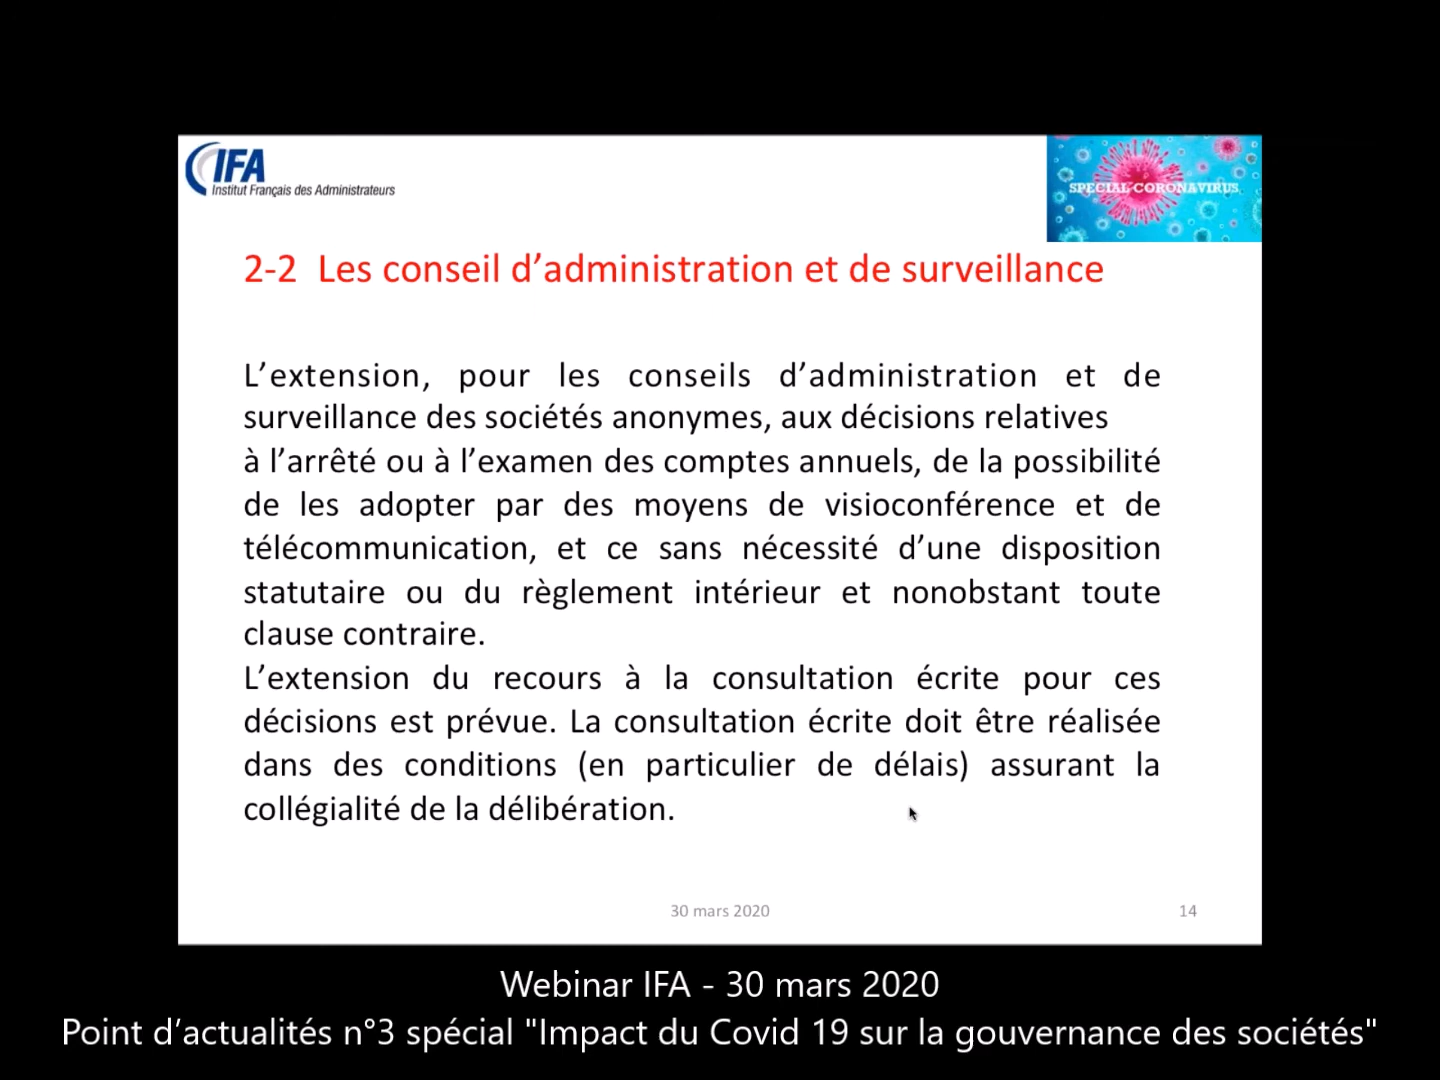 IFA
Institut Français des Administrateurs
SPECIAL CORONAVIRUS
2-2 Les conseil d’administration et de surveillance
L’extension, pour les conseils d’administration et de
surveillance des sociétés anonymes, aux décisions relatives
à l’arrêté ou à l’examen des comptes annuels, de la possibilité
de les adopter par des moyens de visioconférence et de
télécommunication, et ce sans nécessité d’une disposition
statutaire ou du règlement intérieur et nonobstant toute
clause contraire.
L’extension du recours à la consultation écrite pour ces
décisions est prévue. La consultation écrite doit être réalisée
dans des conditions (en particulier de délais) assurant la
collégialité de la délibération.
30 mars 2020
14
Webinar IFA - 30 mars 2020
Point d’actualités n°3 spécial "Impact du Covid 19 sur la gouvernance des sociétés"